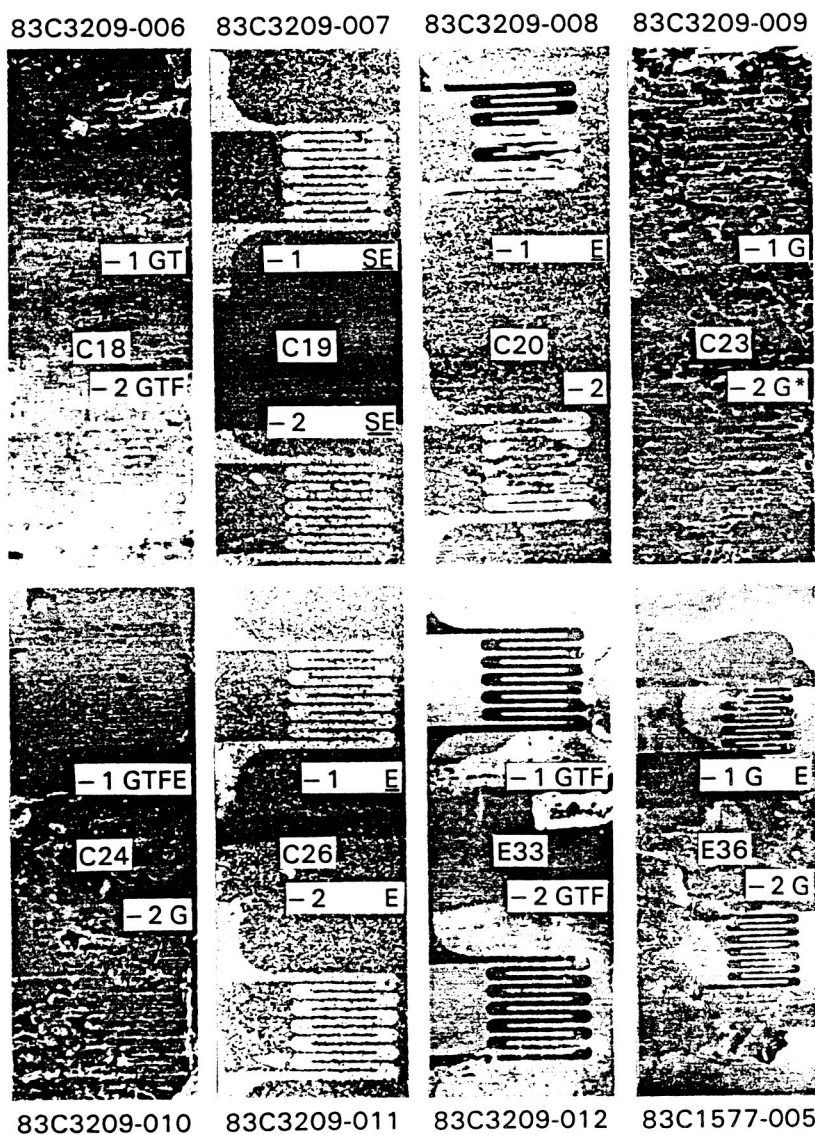 83C3209-006 83C3209-007 83C3209-008 83C3209-009
-1 GT -1 SE -1 E -1 G
C18 C19 C20 C23
-2 GTF -2 SE -2 -2 G*
-1 GTFE -1 E -1 GTF -1 G E
C24 C26 E33 E36
-2 G -2 E -2 GTF -2 G
83C3209-010 83C3209-011 83C3209-012 83C1577-005